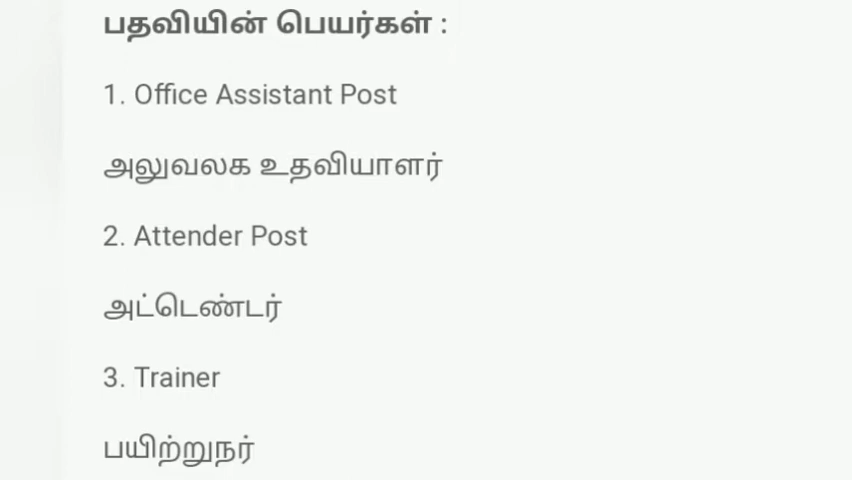 பதவியின் பெயர்கள் :
1. Office Assistant Post
அலுவலக உதவியாளர்
2. Attender Post
அட்டெண்டர்
3. Trainer
பயிற்றுநர்